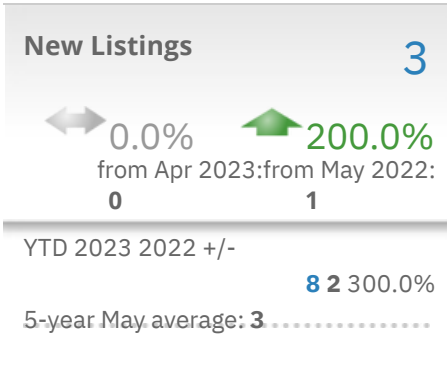 New Listings
3
0.0% 200.0%
from Apr 2023:from May 2022:
0 1
YTD 2023 2022 +/-
8 2 300.0%
5-year May average: 3